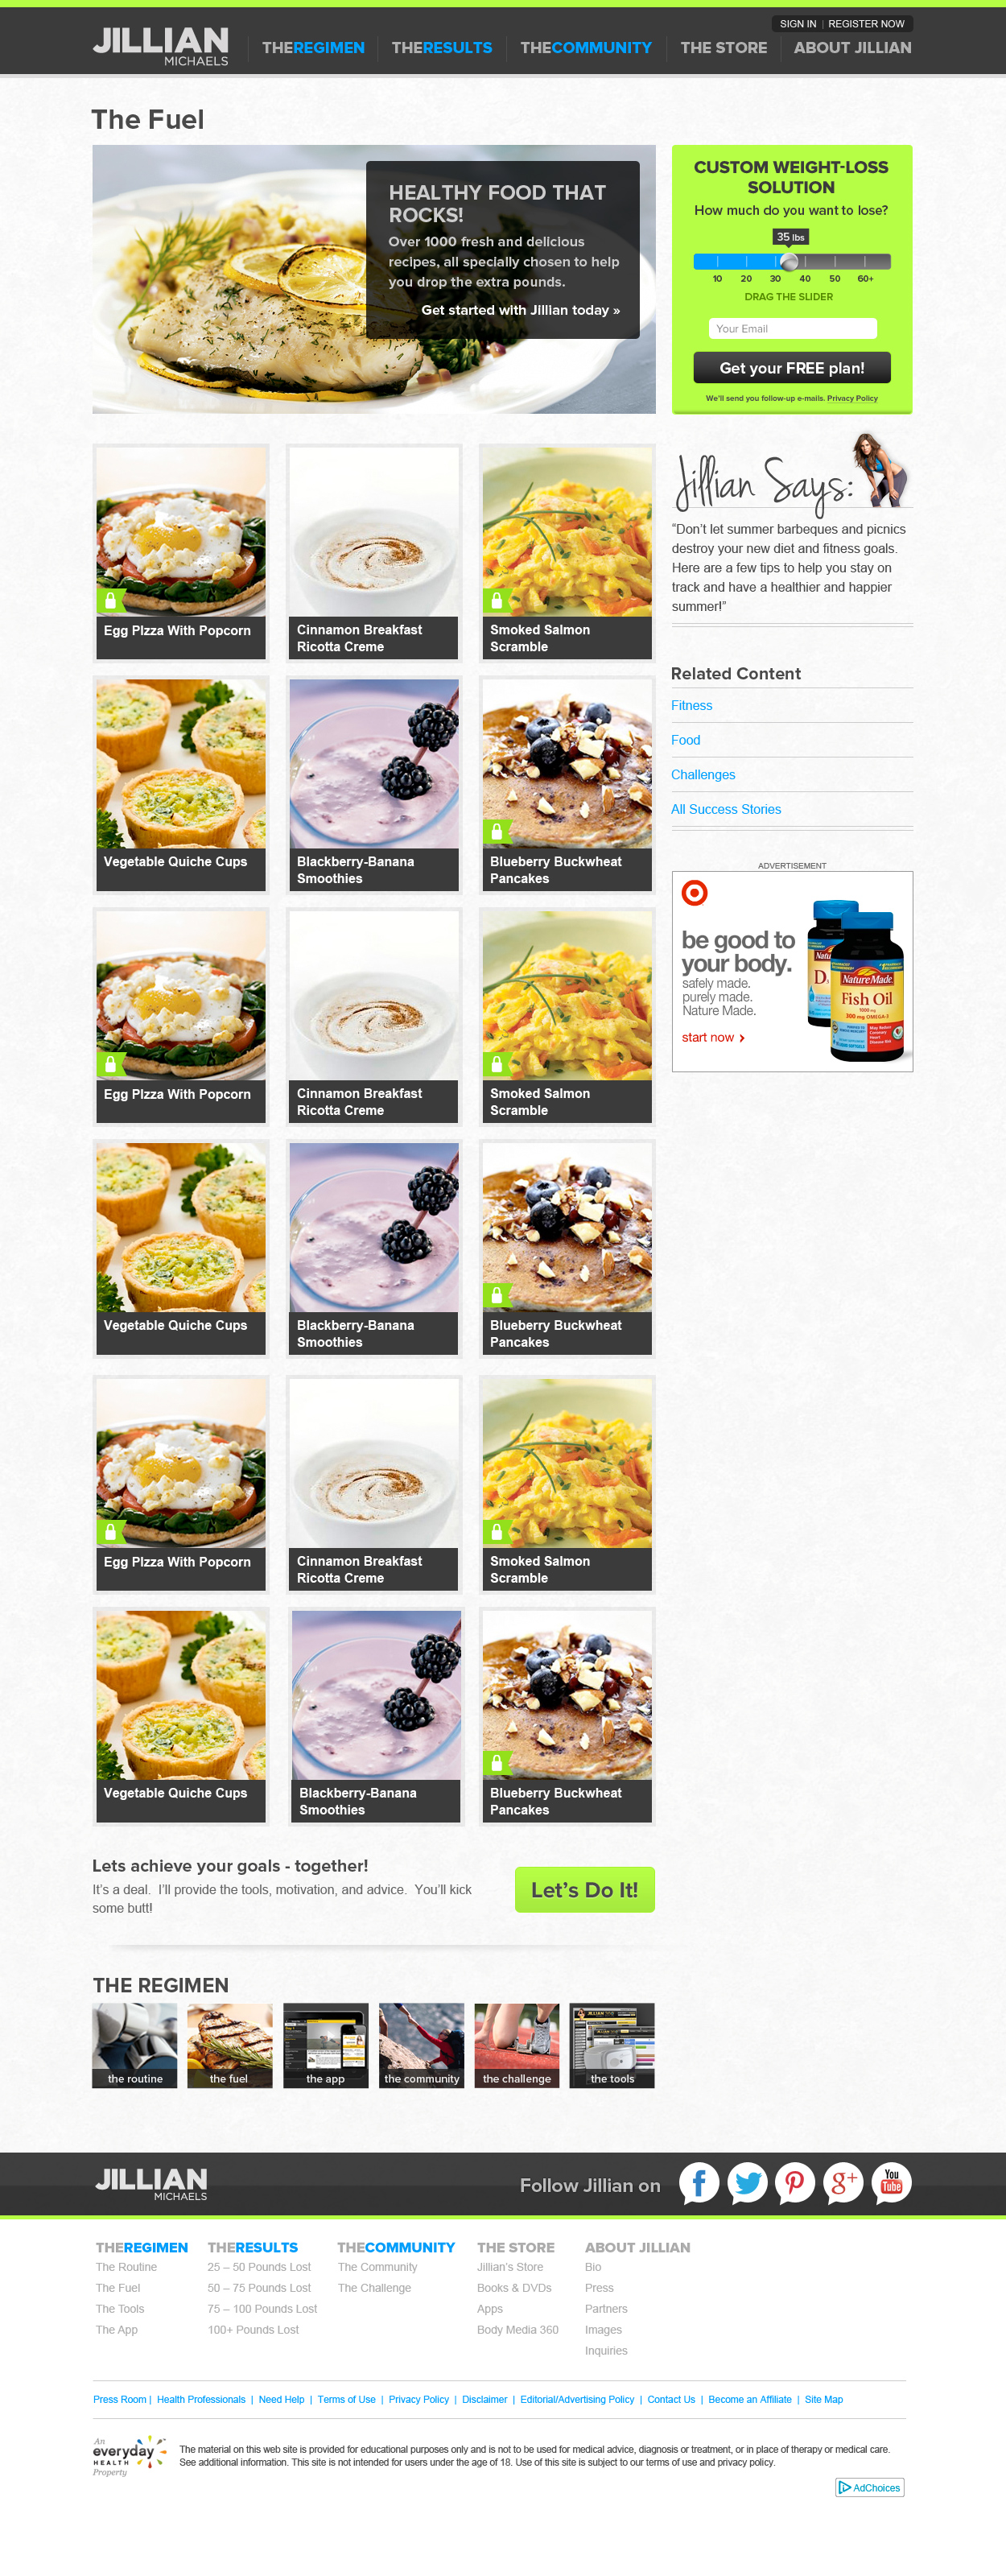 SIGN IN | REGISTER NOW
JILLIAN
MICHAELS
THEREGIMEN
THERESULTS
THECOMMUNITY
THE STORE
ABOUT JILLIAN
The Fuel
HEALTHY FOOD THAT
ROCKS!
Over 1000 fresh and delicious
recipes, all specially chosen to help
you drop the extra pounds.
Get started with Jillian today »
CUSTOM WEIGHT-LOSS
SOLUTION
How much do you want to lose?
35 lbs
10 20 30 40 50 60+
DRAG THE SLIDER
Your Email
Get your FREE plan!
We'll send you follow-up e-mails. Privacy Policy
Egg PIzza With Popcorn
Cinnamon Breakfast
Ricotta Creme
Smoked Salmon
Scramble
Vegetable Quiche Cups
Blackberry-Banana
Smoothies
Blueberry Buckwheat
Pancakes
Egg PIzza With Popcorn
Cinnamon Breakfast
Ricotta Creme
Smoked Salmon
Scramble
Vegetable Quiche Cups
Blackberry-Banana
Smoothies
Blueberry Buckwheat
Pancakes
Egg PIzza With Popcorn
Cinnamon Breakfast
Ricotta Creme
Smoked Salmon
Scramble
Vegetable Quiche Cups
Blackberry-Banana
Smoothies
Blueberry Buckwheat
Pancakes
Jillian Says:
“Don’t let summer barbeques and picnics
destroy your new diet and fitness goals.
Here are a few tips to help you stay on
track and have a healthier and happier
summer!”
Related Content
Fitness
Food
Challenges
All Success Stories
ADVERTISEMENT
be good to
your body.
safely made.
purely made.
Nature Made.
start now ›
NatureMade
Fish Oil
Lets achieve your goals - together!
It’s a deal.  I’ll provide the tools, motivation, and advice.  You’ll kick
some butt!
Let’s Do It!
THE REGIMEN
the routine
the fuel
the app
the community
the challenge
the tools
JILLIAN
MICHAELS
Follow Jillian on
f
g+
You
Tube
THEREGIMEN
The Routine
The Fuel
The Tools
The App
THERESULTS
25 – 50 Pounds Lost
50 – 75 Pounds Lost
75 – 100 Pounds Lost
100+ Pounds Lost
THECOMMUNITY
The Community
The Challenge
THE STORE
Jillian’s Store
Books & DVDs
Apps
Body Media 360
ABOUT JILLIAN
Bio
Press
Partners
Images
Inquiries
Press Room | Health Professionals | Need Help | Terms of Use | Privacy Policy | Disclaimer | Editorial/Advertising Policy | Contact Us | Become an Affiliate | Site Map
An
everyday
HEALTH
Property
The material on this web site is provided for educational purposes only and is not to be used for medical advice, diagnosis or treatment, or in place of therapy or medical care.
See additional information. This site is not intended for users under the age of 18. Use of this site is subject to our terms of use and privacy policy.
AdChoices